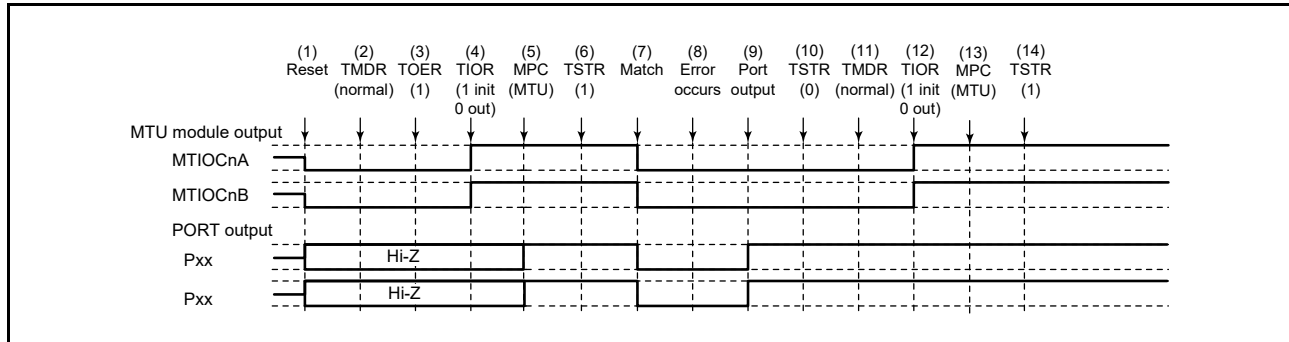 (1) (2) (3) (4) (5) (6) (7) (8) (9) (10) (11) (12) (13) (14)
Reset TMDR TOER TIOR MPC TSTR Match Error Port TSTR TMDR TIOR MPC TSTR
(normal) (1) (1 init (MTU) (1) occurs output (0) (normal) (1 init (MTU) (1)
0 out) 0 out)
MTU module output
MTIOCnA
MTIOCnB
PORT output
Pxx Hi-Z
Pxx Hi-Z